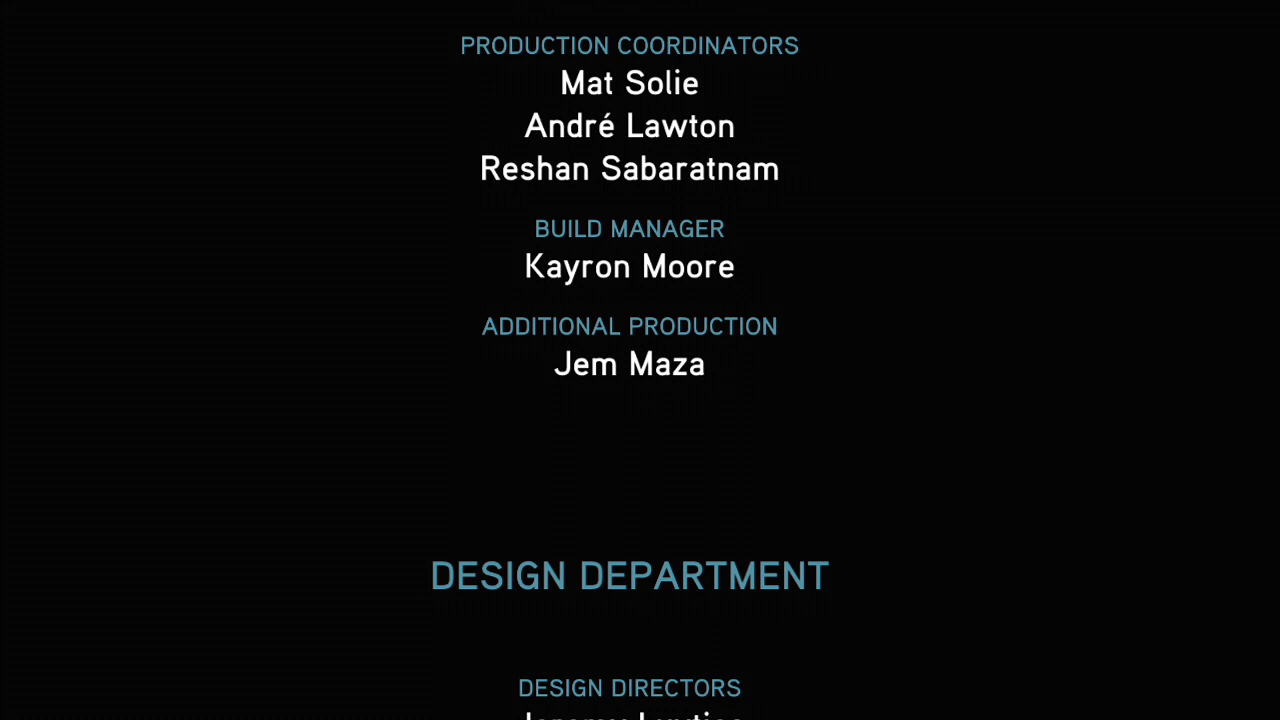 PRODUCTION COORDINATORS
Mat Solie
André Lawton
Reshan Sabaratnam
BUILD MANAGER
Kayron Moore
ADDITIONAL PRODUCTION
Jem Maza
DESIGN DEPARTMENT
DESIGN DIRECTORS